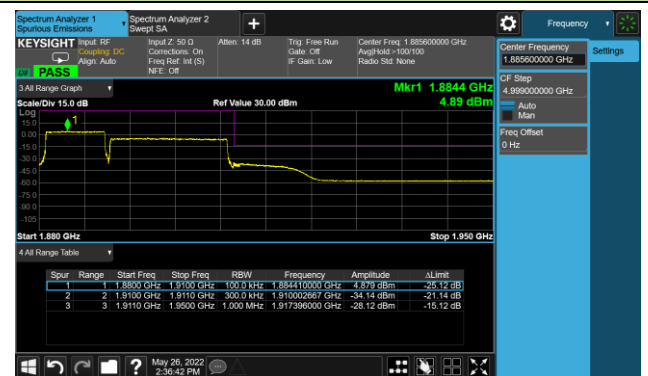 Spectrum Analyzer 1
Spurious Emissions
Spectrum Analyzer 2
Swept SA
Frequency
KEYSIGHT Input: RF
Coupling: DC
Align: Auto
Input Z: 50 Ω
Corrections: On
Freq Ref: Int (S)
NFE: Off
Atten: 14 dB
Trig: Free Run
Gate: Off
IF Gain: Low
Center Freq: 1.885600000 GHz
Avg|Hold:>100/100
Radio Std: None
PASS
Center Frequency
1.885600000 GHz
Settings
CF Step
4.999000000 GHz
Auto
Man
Freq Offset
0 Hz
3 All Range Graph
Mkr1 1.8844 GHz
Scale/Div 15.0 dB
Ref Value 30.00 dBm
4.89 dBm
Log
1
15.0
0.00
-15.0
-30.0
-45.0
-60.0
-75.0
-90.0
-105
Start 1.880 GHz
Stop 1.950 GHz
4 All Range Table
Spur Range Start Freq Stop Freq RBW Frequency Amplitude ΔLimit
1 1 1.8800 GHz 1.9100 GHz 100.0 kHz 1.884410000 GHz 4.879 dBm -25.12 dB
2 2 1.9100 GHz 1.9110 GHz 300.0 kHz 1.910002667 GHz -34.14 dBm -21.14 dB
3 3 1.9110 GHz 1.9500 GHz 1.000 MHz 1.917396000 GHz -28.12 dBm -15.12 dB
?
May 26, 2022
2:36:42 PM